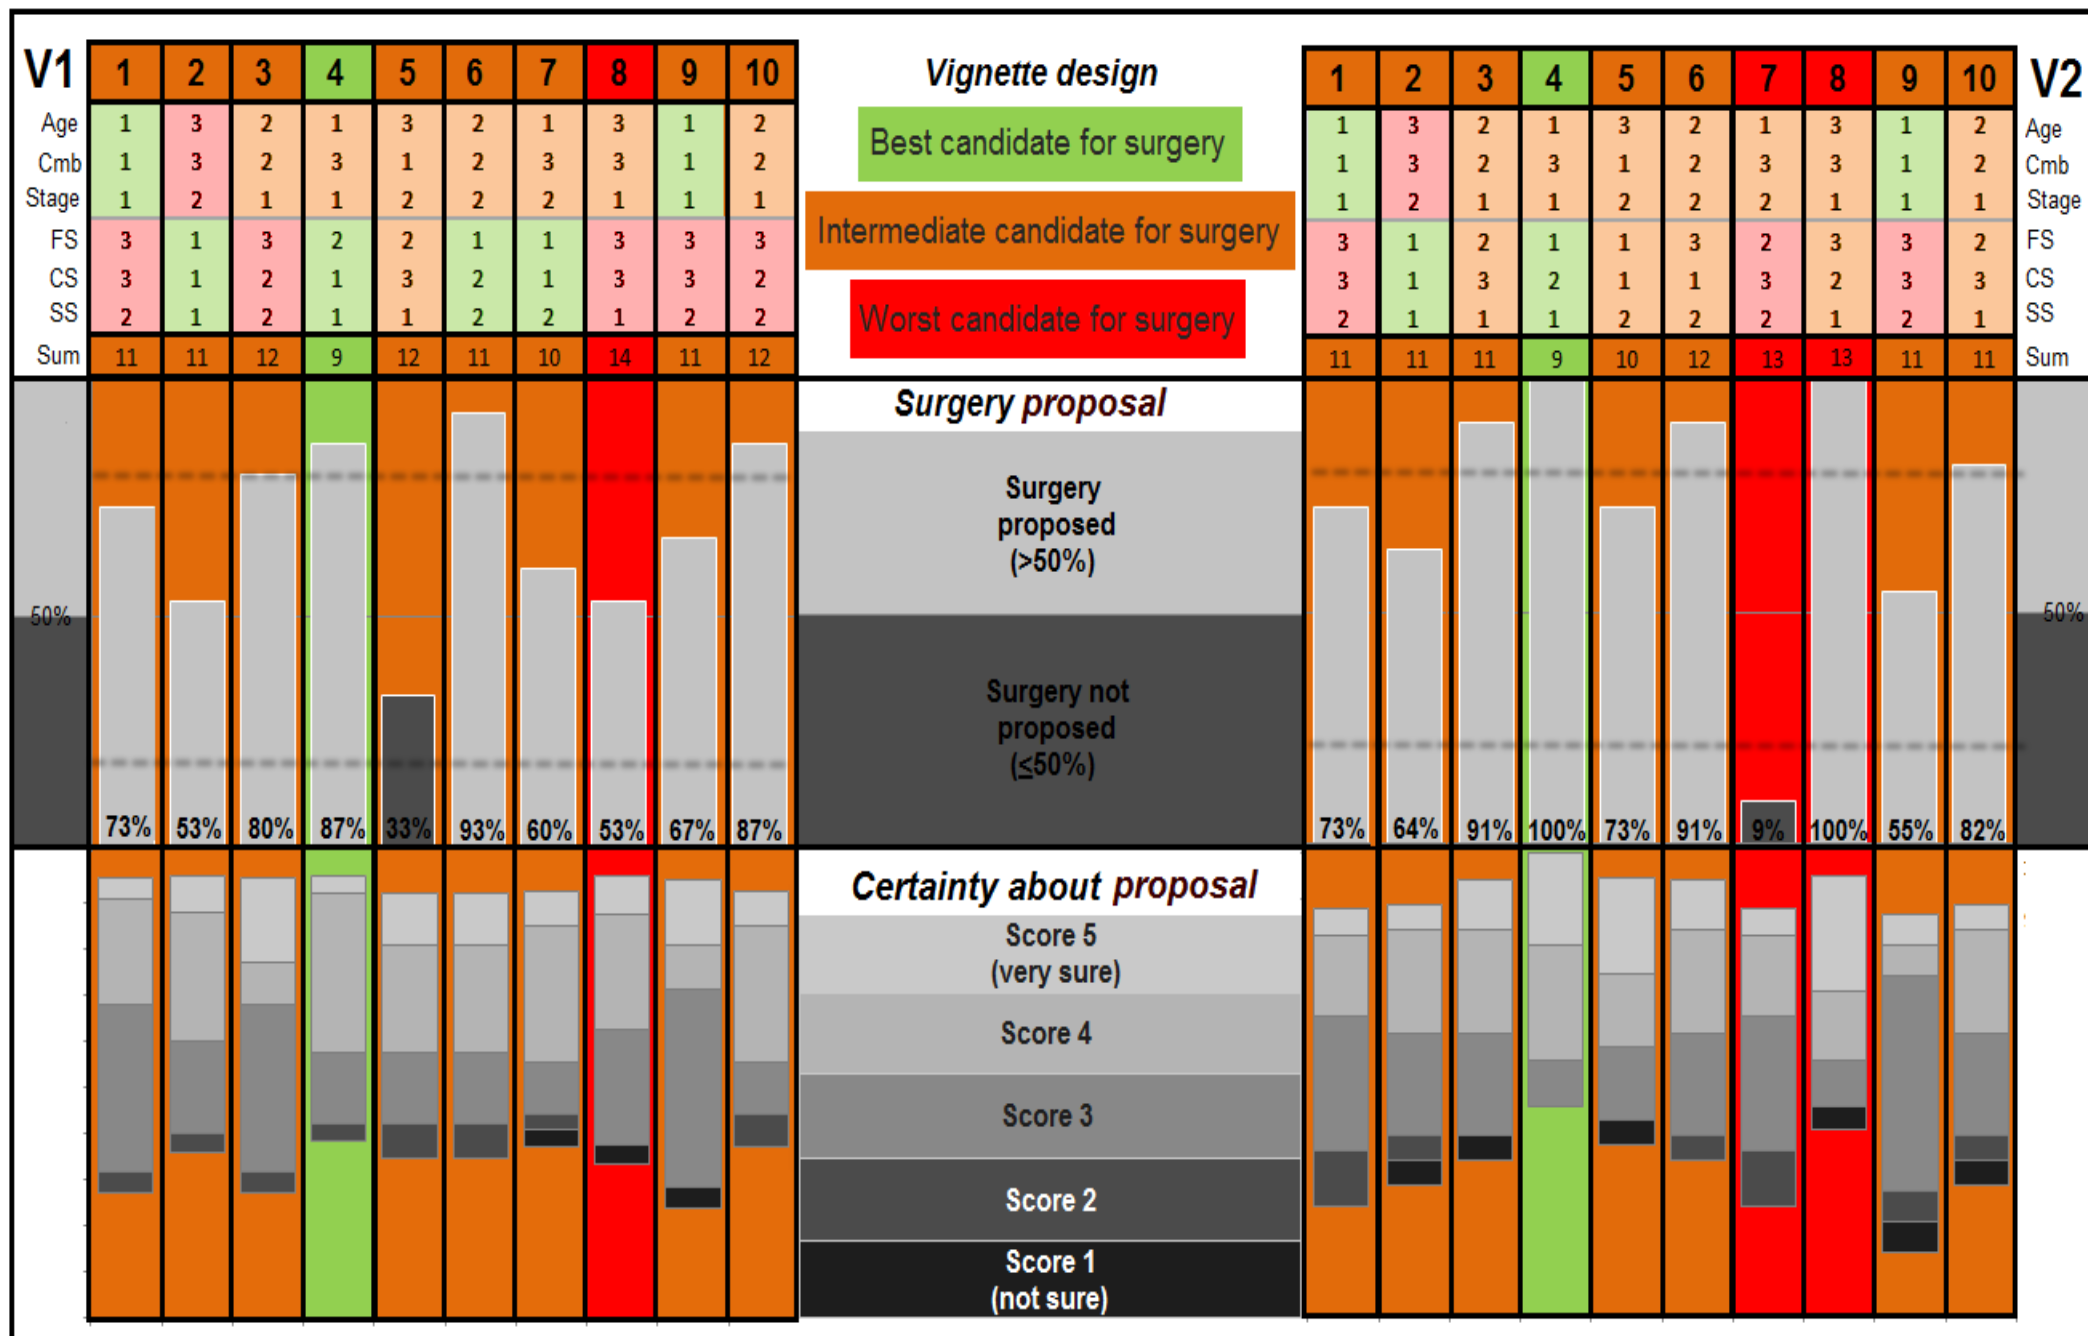 V1 1 2 3 4 5 6 7 8 9 10
Age 1 3 2 1 3 2 1 3 1 2
Cmb 1 3 2 3 1 2 3 3 1 2
Stage 1 2 1 1 2 2 2 1 1 1
FS 3 1 3 2 2 1 1 3 3 3
CS 3 1 2 1 3 2 1 3 3 2
SS 2 1 2 1 1 2 2 1 2 2
Sum 11 11 12 9 12 11 10 14 11 12
Vignette design
Best candidate for surgery
Intermediate candidate for surgery
Worst candidate for surgery
1 2 3 4 5 6 7 8 9 10 V2
1 3 2 1 3 2 1 3 1 2 Age
1 3 2 3 1 2 3 3 1 2 Cmb
1 2 1 1 2 2 2 1 1 1 Stage
3 1 2 1 1 3 2 3 3 2 FS
3 1 3 2 1 1 3 2 3 3 CS
2 1 1 1 2 2 2 1 2 1 SS
11 11 11 9 10 12 13 13 11 11 Sum
50%
73% 53% 80% 87% 33% 93% 60% 53% 67% 87%
Surgery proposal
Surgery
proposed
(>50%)
Surgery not
proposed
(≤50%)
50%
73% 64% 91% 100% 73% 91% 9% 100% 55% 82%
Certainty about proposal
Score 5
(very sure)
Score 4
Score 3
Score 2
Score 1
(not sure)